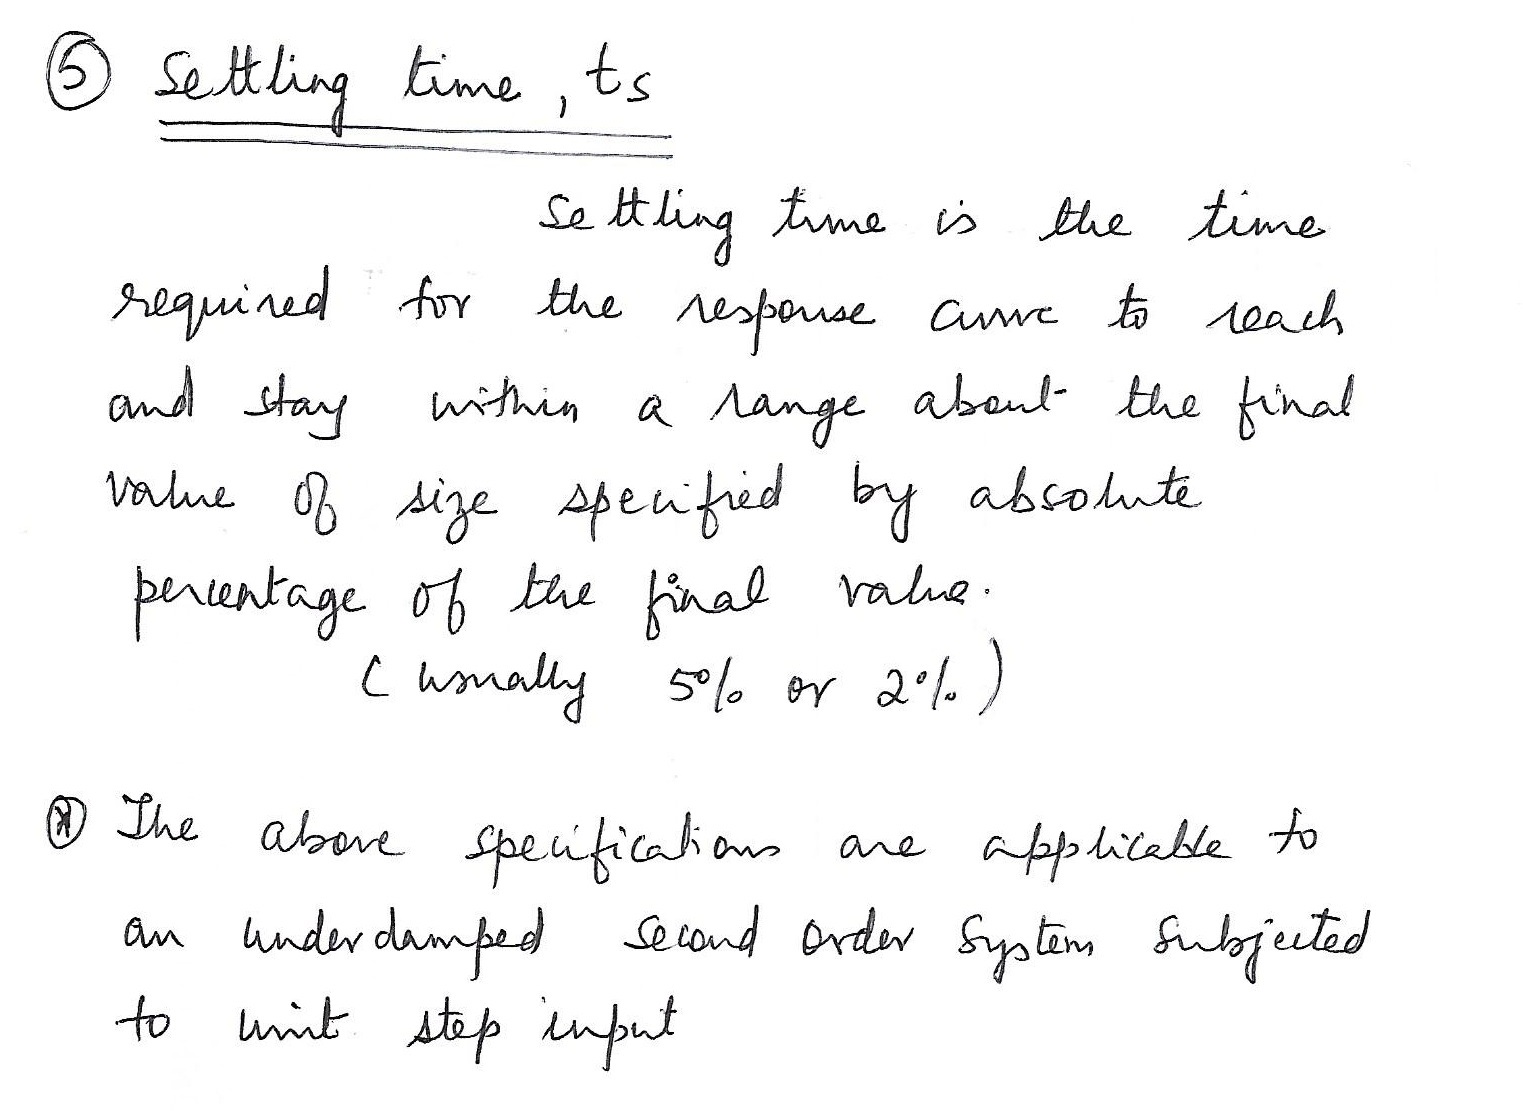 ⑤ Settling time, ts
Settling time is the time
required for the response curve to reach
and stay within a range about the final
value of size specified by absolute
percentage of the final value.
(usually 5% or 2%)
⊛ The above specifications are applicable to
an underdamped second order system subjected
to unit step input